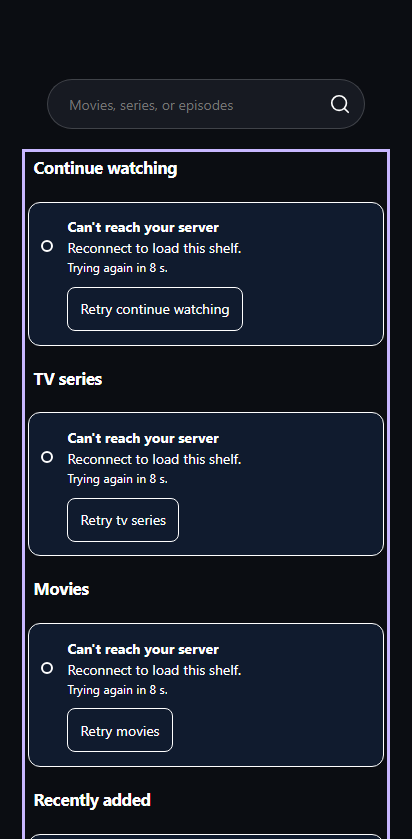 Movies, series, or episodes
Continue watching
Can't reach your server
Reconnect to load this shelf.
Trying again in 8 s.
Retry continue watching
TV series
Can't reach your server
Reconnect to load this shelf.
Trying again in 8 s.
Retry tv series
Movies
Can't reach your server
Reconnect to load this shelf.
Trying again in 8 s.
Retry movies
Recently added